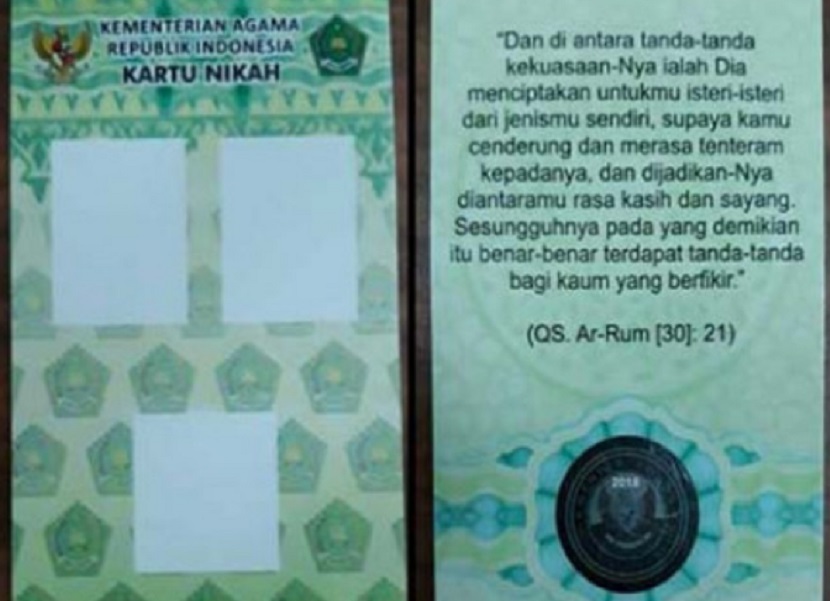 KEMENTERIAN AGAMA
REPUBLIK INDONESIA
KARTU NIKAH
"Dan di antara tanda-tanda
kekuasaan-Nya ialah Dia
menciptakan untukmu isteri-isteri
dari jenismu sendiri, supaya kamu
cenderung dan merasa tenteram
kepadanya, dan dijadikan-Nya
diantaramu rasa kasih dan sayang.
Sesungguhnya pada yang demikian
itu benar-benar terdapat tanda-tanda
bagi kaum yang berfikir."
(QS. Ar-Rum [30]: 21)
2018